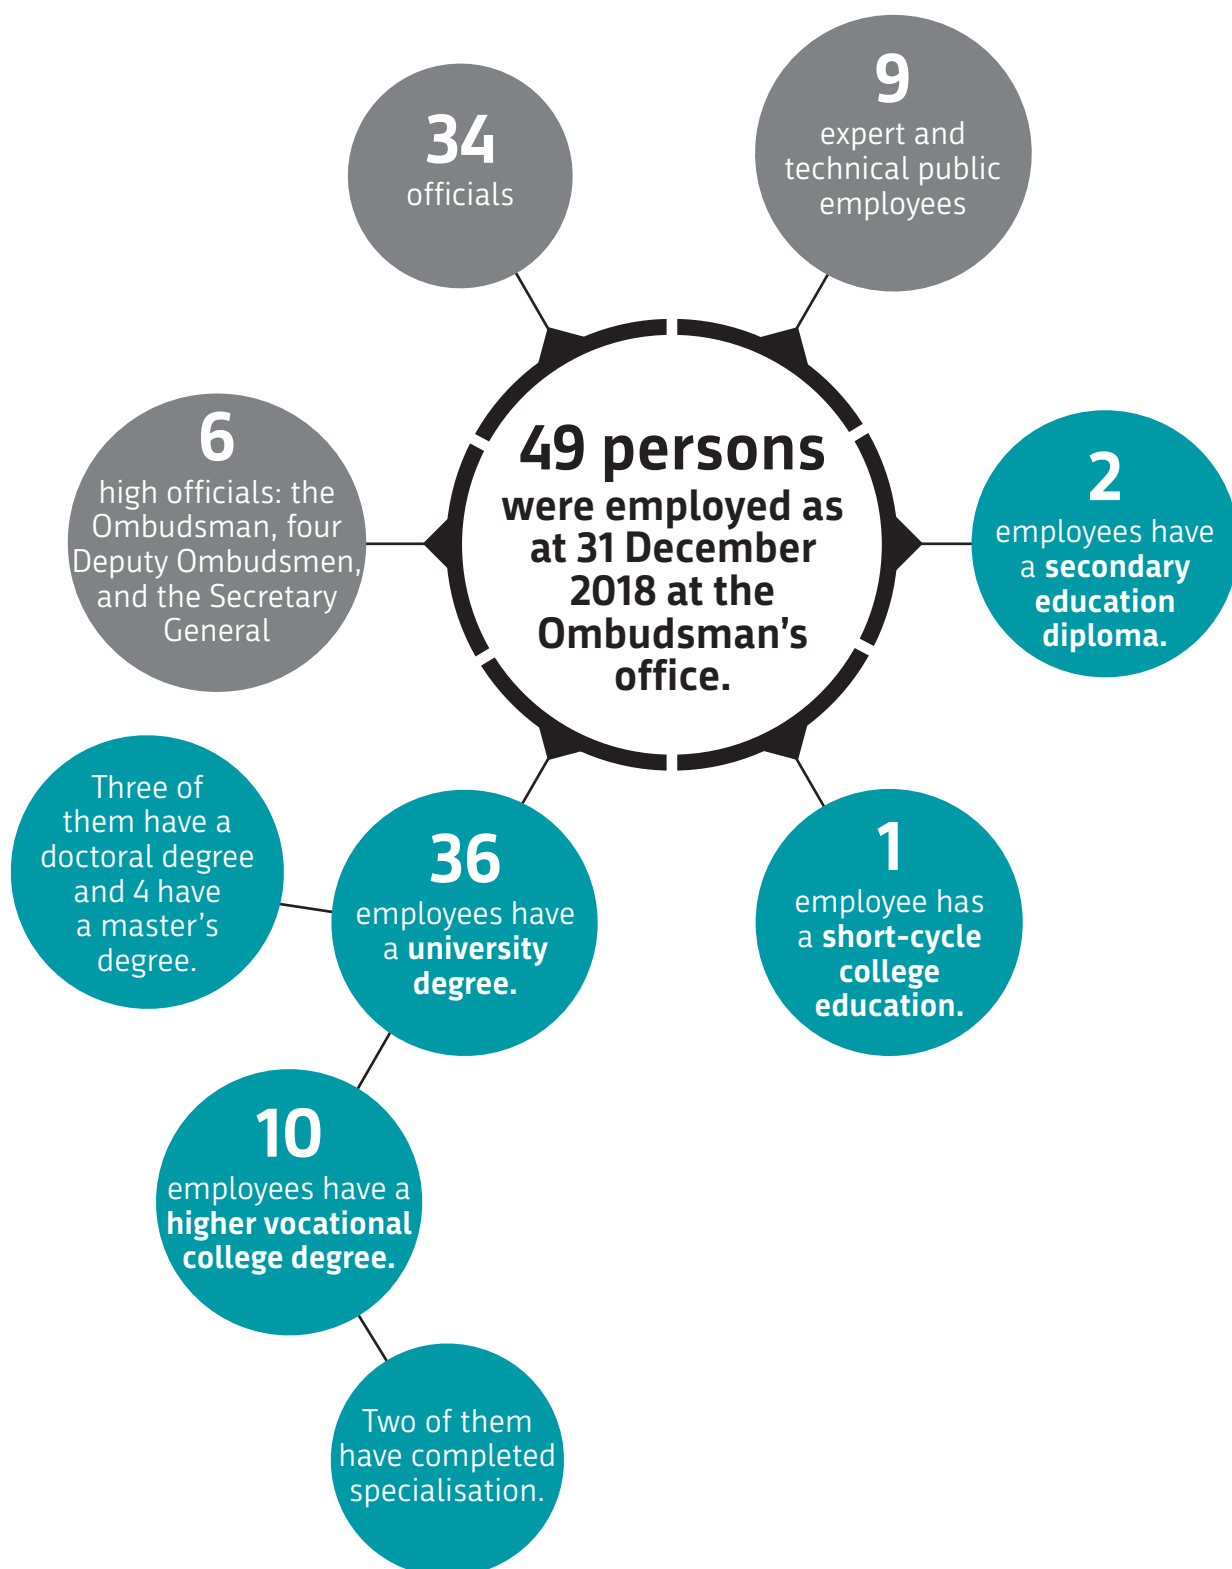 34
officials
9
expert and
technical public
employees
6
high officials: the
Ombudsman, four
Deputy Ombudsmen,
and the Secretary
General
49 persons
were employed as
at 31 December
2018 at the
Ombudsman’s
office.
2
employees have
a secondary
education
diploma.
Three of
them have a
doctoral degree
and 4 have
a master’s
degree.
36
employees have
a university
degree.
1
employee has
a short-cycle
college
education.
10
employees have a
higher vocational
college degree.
Two of them
have completed
specialisation.